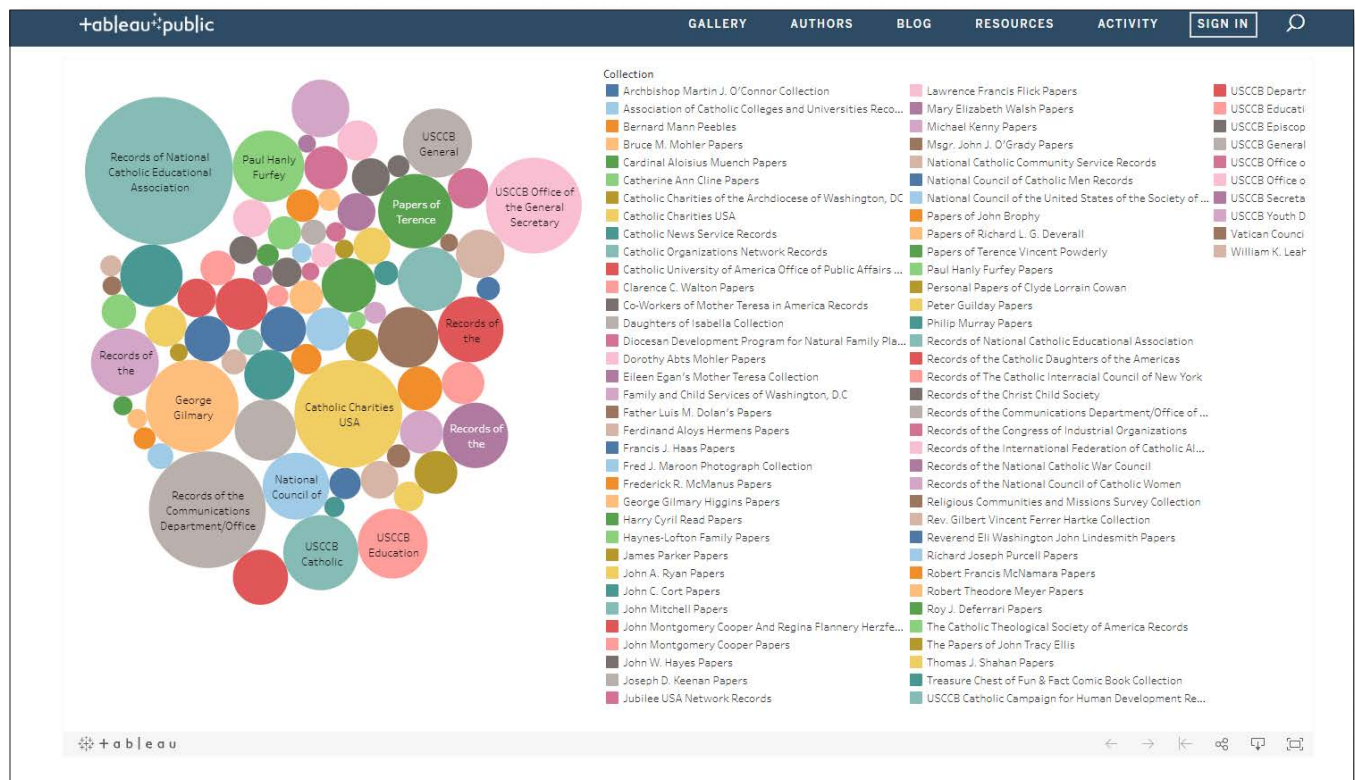 +ableau public
GALLERY AUTHORS BLOG RESOURCES ACTIVITY SIGN IN
Records of National
Catholic Educational
Association
Paul Hanly
Furfey
USCCB
General
Papers of
Terence
USCCB Office of
the General
Secretary
Records of
the
Records of
the
George
Gilmary
Catholic Charities
USA
Records of
the
National
Council of
Records of the
Communications
Department/Office
USCCB
Catholic
USCCB
Education
Collection
Archbishop Martin J. O'Connor Collection
Association of Catholic Colleges and Universities Reco...
Bernard Mann Peebles
Bruce M. Mohler Papers
Cardinal Aloisius Muench Papers
Catherine Ann Cline Papers
Catholic Charities of the Archdiocese of Washington, DC
Catholic Charities USA
Catholic News Service Records
Catholic Organizations Network Records
Catholic University of America Office of Public Affairs ...
Clarence C. Walton Papers
Co-Workers of Mother Teresa in America Records
Daughters of Isabella Collection
Diocesan Development Program for Natural Family Pla...
Dorothy Abts Mohler Papers
Eileen Egan's Mother Teresa Collection
Family and Child Services of Washington, D.C
Father Luis M. Dolan's Papers
Ferdinand Aloys Hermens Papers
Francis J. Haas Papers
Fred J. Maroon Photograph Collection
Frederick R. McManus Papers
George Gilmary Higgins Papers
Harry Cyril Read Papers
Haynes-Lofton Family Papers
James Parker Papers
John A. Ryan Papers
John C. Cort Papers
John Mitchell Papers
John Montgomery Cooper And Regina Flannery Herzfe...
John Montgomery Cooper Papers
John W. Hayes Papers
Joseph D. Keenan Papers
Jubilee USA Network Records
Lawrence Francis Flick Papers
Mary Elizabeth Walsh Papers
Michael Kenny Papers
Msgr. John J. O'Grady Papers
National Catholic Community Service Records
National Council of Catholic Men Records
National Council of the United States of the Society of ...
Papers of John Brophy
Papers of Richard L. G. Deverall
Papers of Terence Vincent Powderly
Paul Hanly Furfey Papers
Personal Papers of Clyde Lorrain Cowan
Peter Guilday Papers
Philip Murray Papers
Records of National Catholic Educational Association
Records of the Catholic Daughters of the Americas
Records of The Catholic Interracial Council of New York
Records of the Christ Child Society
Records of the Communications Department/Office of ...
Records of the Congress of Industrial Organizations
Records of the International Federation of Catholic Al...
Records of the National Catholic War Council
Records of the National Council of Catholic Women
Religious Communities and Missions Survey Collection
Rev. Gilbert Vincent Ferrer Hartke Collection
Reverend Eli Washington John Lindesmith Papers
Richard Joseph Purcell Papers
Robert Francis McNamara Papers
Robert Theodore Meyer Papers
Roy J. Deferrari Papers
The Catholic Theological Society of America Records
The Papers of John Tracy Ellis
Thomas J. Shahan Papers
Treasure Chest of Fun & Fact Comic Book Collection
USCCB Catholic Campaign for Human Development Re...
USCCB Departr
USCCB Educati
USCCB Episcop
USCCB General
USCCB Office o
USCCB Office o
USCCB Secreta
USCCB Youth D
Vatican Counci
William K. Leah
+ableau